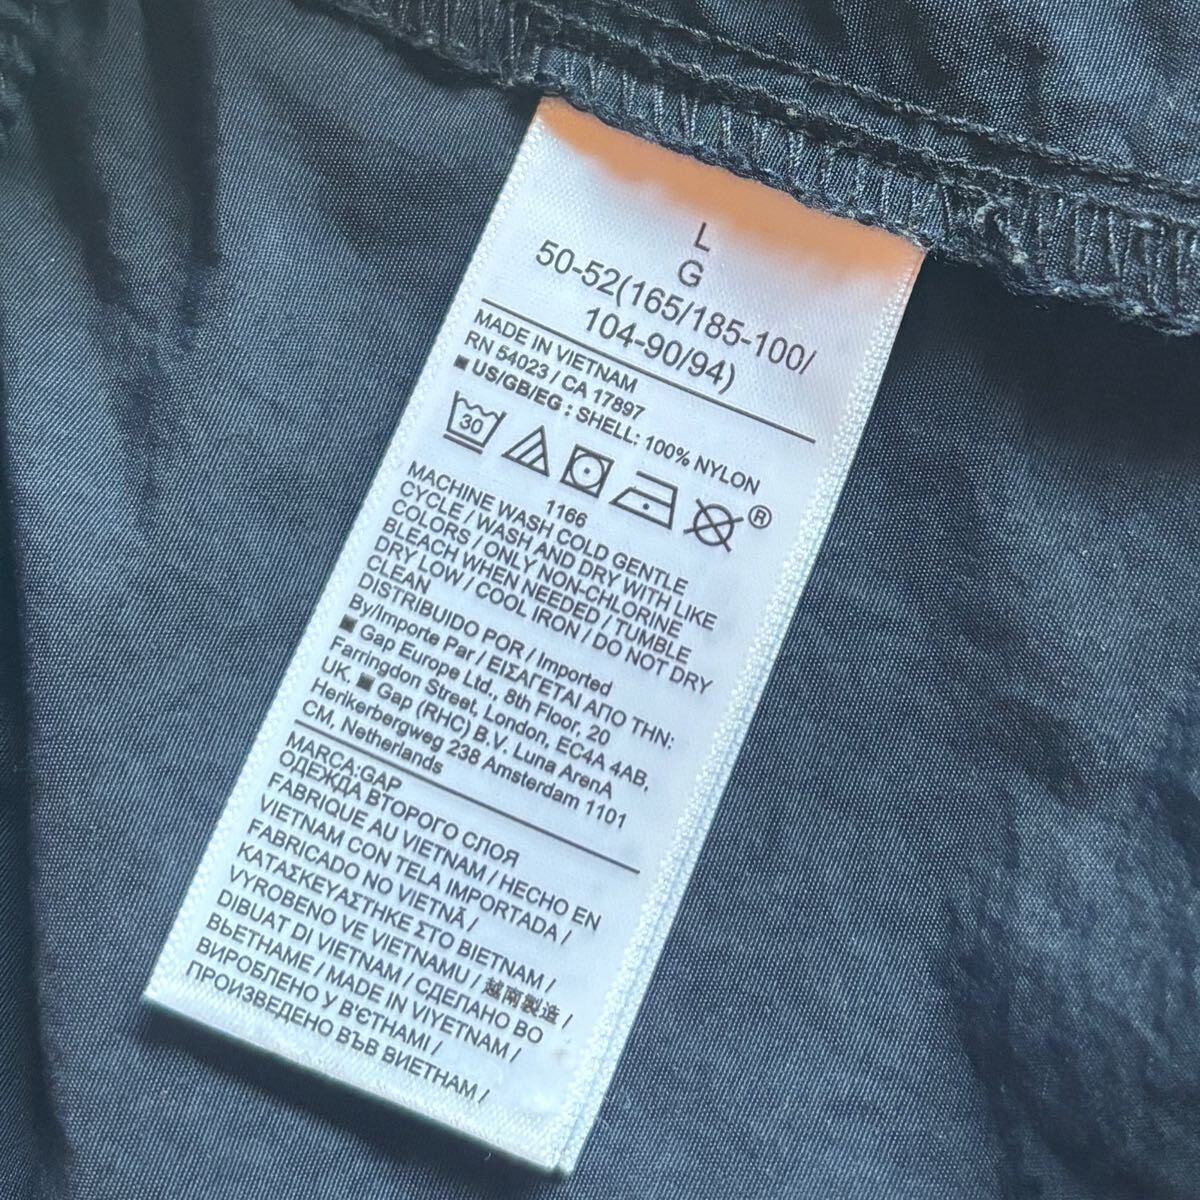 L
G
50-52(165/185-100/
104-90/94)
MADE IN VIETNAM
RN 54023 / CA 17897
■ US/GB/EG : SHELL: 100% NYLON
30
®
1166
MACHINE WASH COLD GENTLE
CYCLE / WASH AND DRY WITH LIKE
COLORS / ONLY NON-CHLORINE
BLEACH WHEN NEEDED / TUMBLE
DRY LOW / COOL IRON / DO NOT DRY
CLEAN
DISTRIBUIDO POR / Imported
By/Importe Par / ΕΙΣΑΓΕΤΑΙ ΑΠΟ ΤΗΝ:
■ Gap Europe Ltd., 8th Floor, 20
Farringdon Street, London, EC4A 4AB,
UK. ■ Gap (RHC) B.V. Luna ArenA
Herikerbergweg 238 Amsterdam 1101
CM, Netherlands
MARCA:GAP
ОДЕЖДА ВТОРОГО СЛОЯ
FABRIQUE AU VIETNAM / HECHO EN
VIETNAM CON TELA IMPORTADA /
FABRICADO NO VIETNÃ /
ΚΑΤΑΣΚΕΥΑΣΤΗΚΕ ΣΤΟ ΒΙΕΤΝΑΜ /
VYROBENO VE VIETNAMU / 越南製造 /
DIBUAT DI VIETNAM / СДЕЛАНО ВО
ВЬЕТНАМЕ / MADE IN VIYETNAM /
ВИРОБЛЕНО У В'ЄТНАМІ /
ПРОИЗВЕДЕНО ВЪВ ВИЕТНАМ /